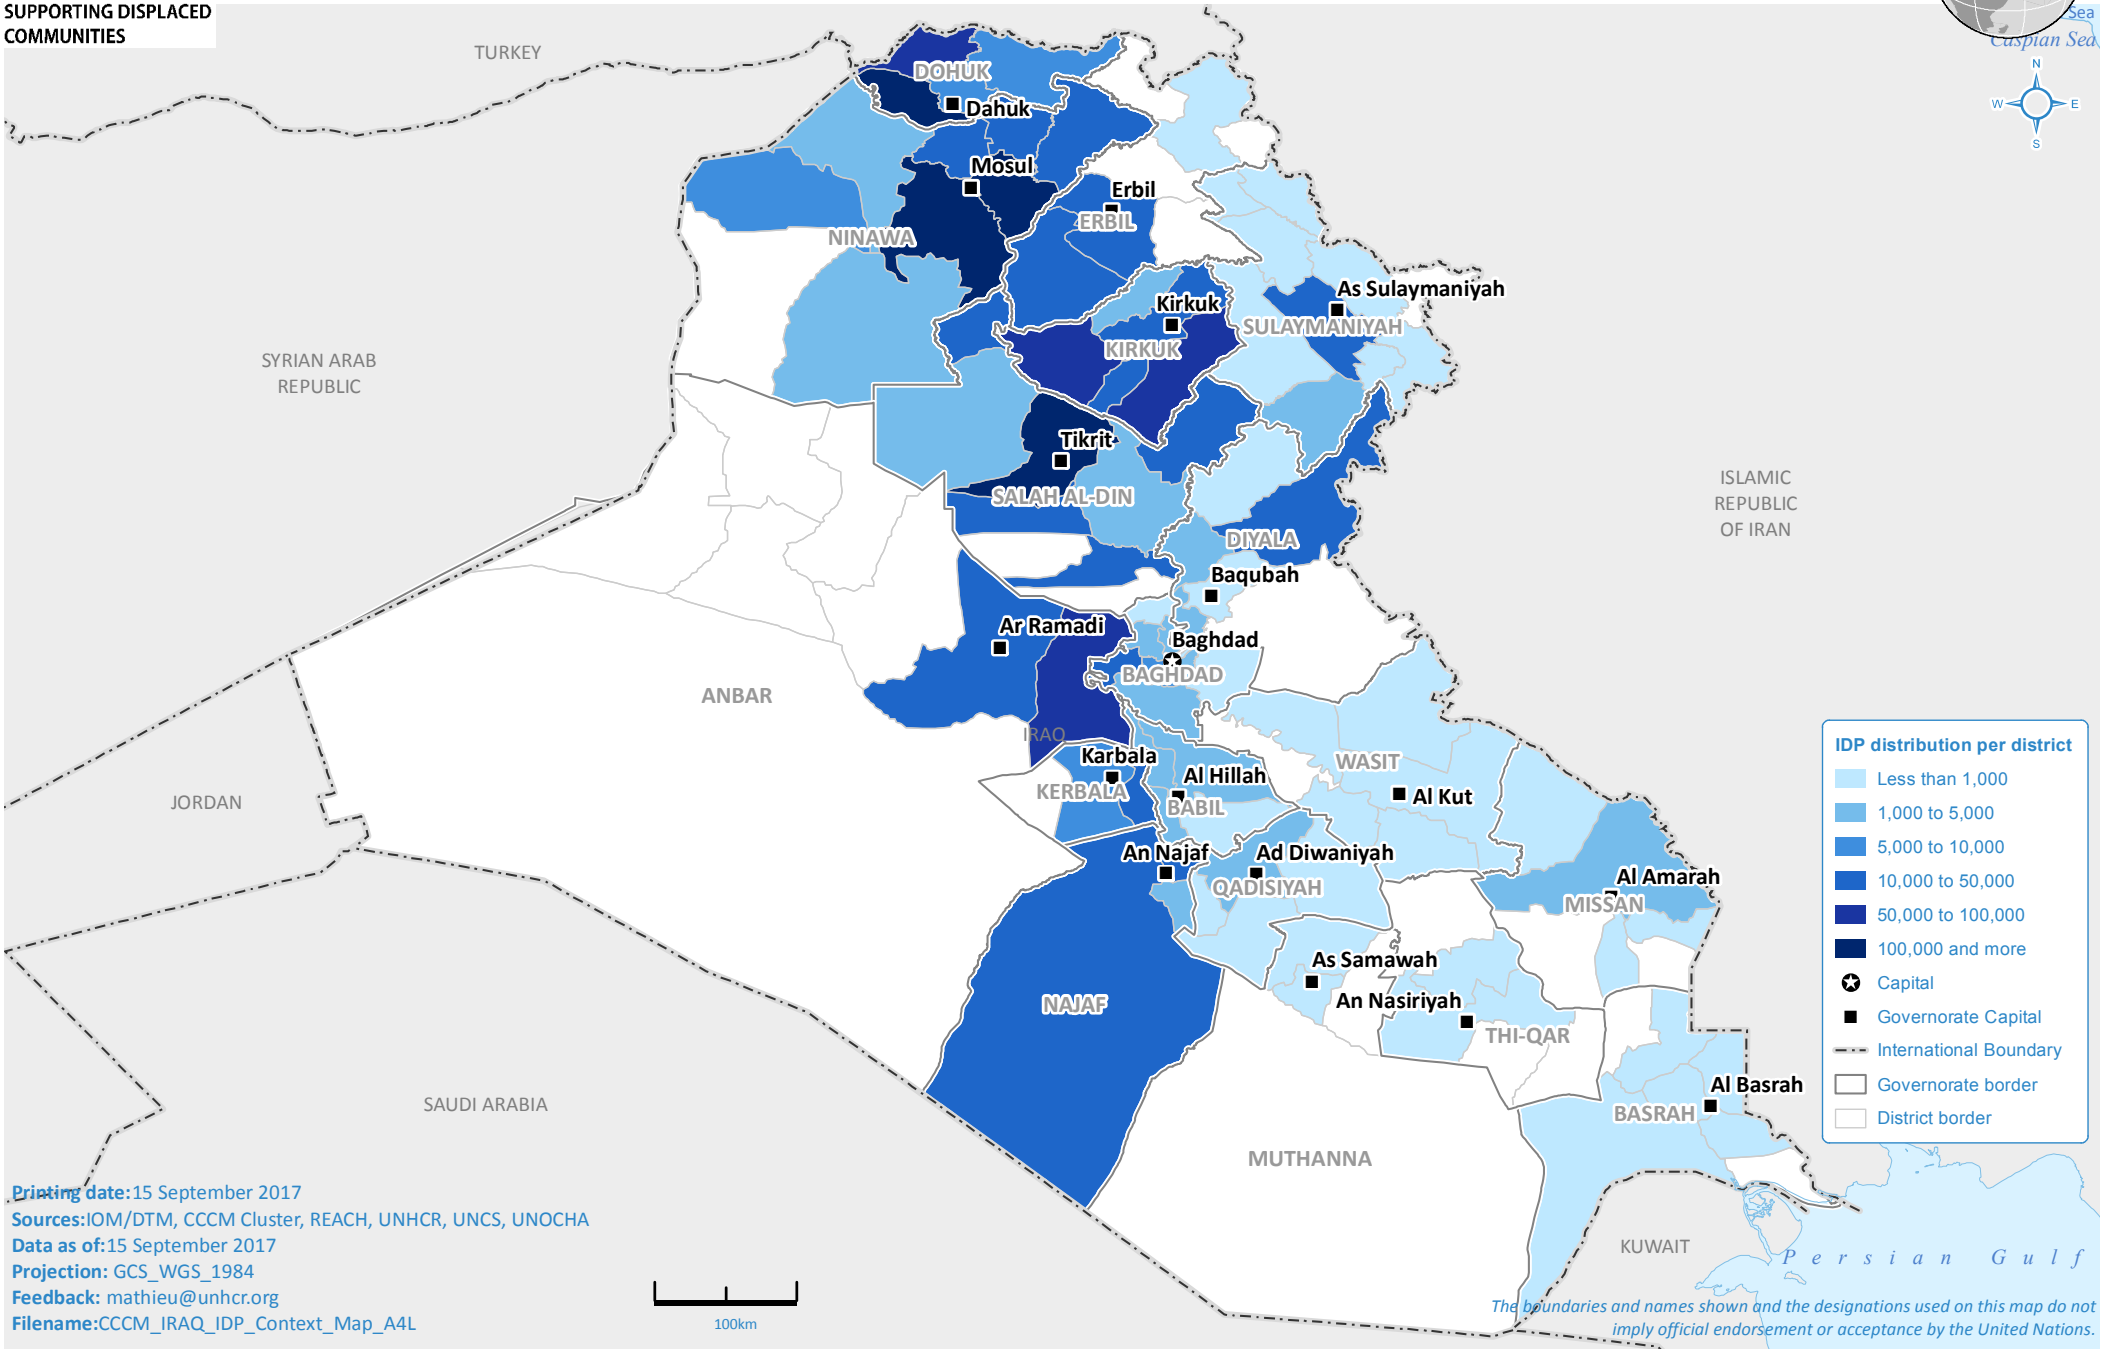 SUPPORTING DISPLACED
COMMUNITIES
Sea
Caspian Sea
N
W
E
S
TURKEY
DOHUK
Dahuk
Mosul
Erbil
ERBIL
NINAWA
As Sulaymaniyah
Kirkuk
SULAYMANIYAH
KIRKUK
SYRIAN ARAB
REPUBLIC
Tikrit
SALAH AL-DIN
ISLAMIC
REPUBLIC
OF IRAN
DIYALA
Baqubah
Ar Ramadi
Baghdad
BAGHDAD
ANBAR
IRAQ
Karbala
KERBALA
Al Hillah
BABIL
WASIT
Al Kut
JORDAN
An Najaf
Ad Diwaniyah
QADISIYAH
Al Amarah
MISSAN
As Samawah
An Nasiriyah
NAJAF
THI-QAR
Al Basrah
BASRAH
SAUDI ARABIA
MUTHANNA
KUWAIT
Persian Gulf
IDP distribution per district
Less than 1,000
1,000 to 5,000
5,000 to 10,000
10,000 to 50,000
50,000 to 100,000
100,000 and more
Capital
Governorate Capital
International Boundary
Governorate border
District border
Printing date:15 September 2017
Sources:IOM/DTM, CCCM Cluster, REACH, UNHCR, UNCS, UNOCHA
Data as of:15 September 2017
Projection: GCS_WGS_1984
Feedback: mathieu@unhcr.org
Filename:CCCM_IRAQ_IDP_Context_Map_A4L
100km
The boundaries and names shown and the designations used on this map do not
imply official endorsement or acceptance by the United Nations.